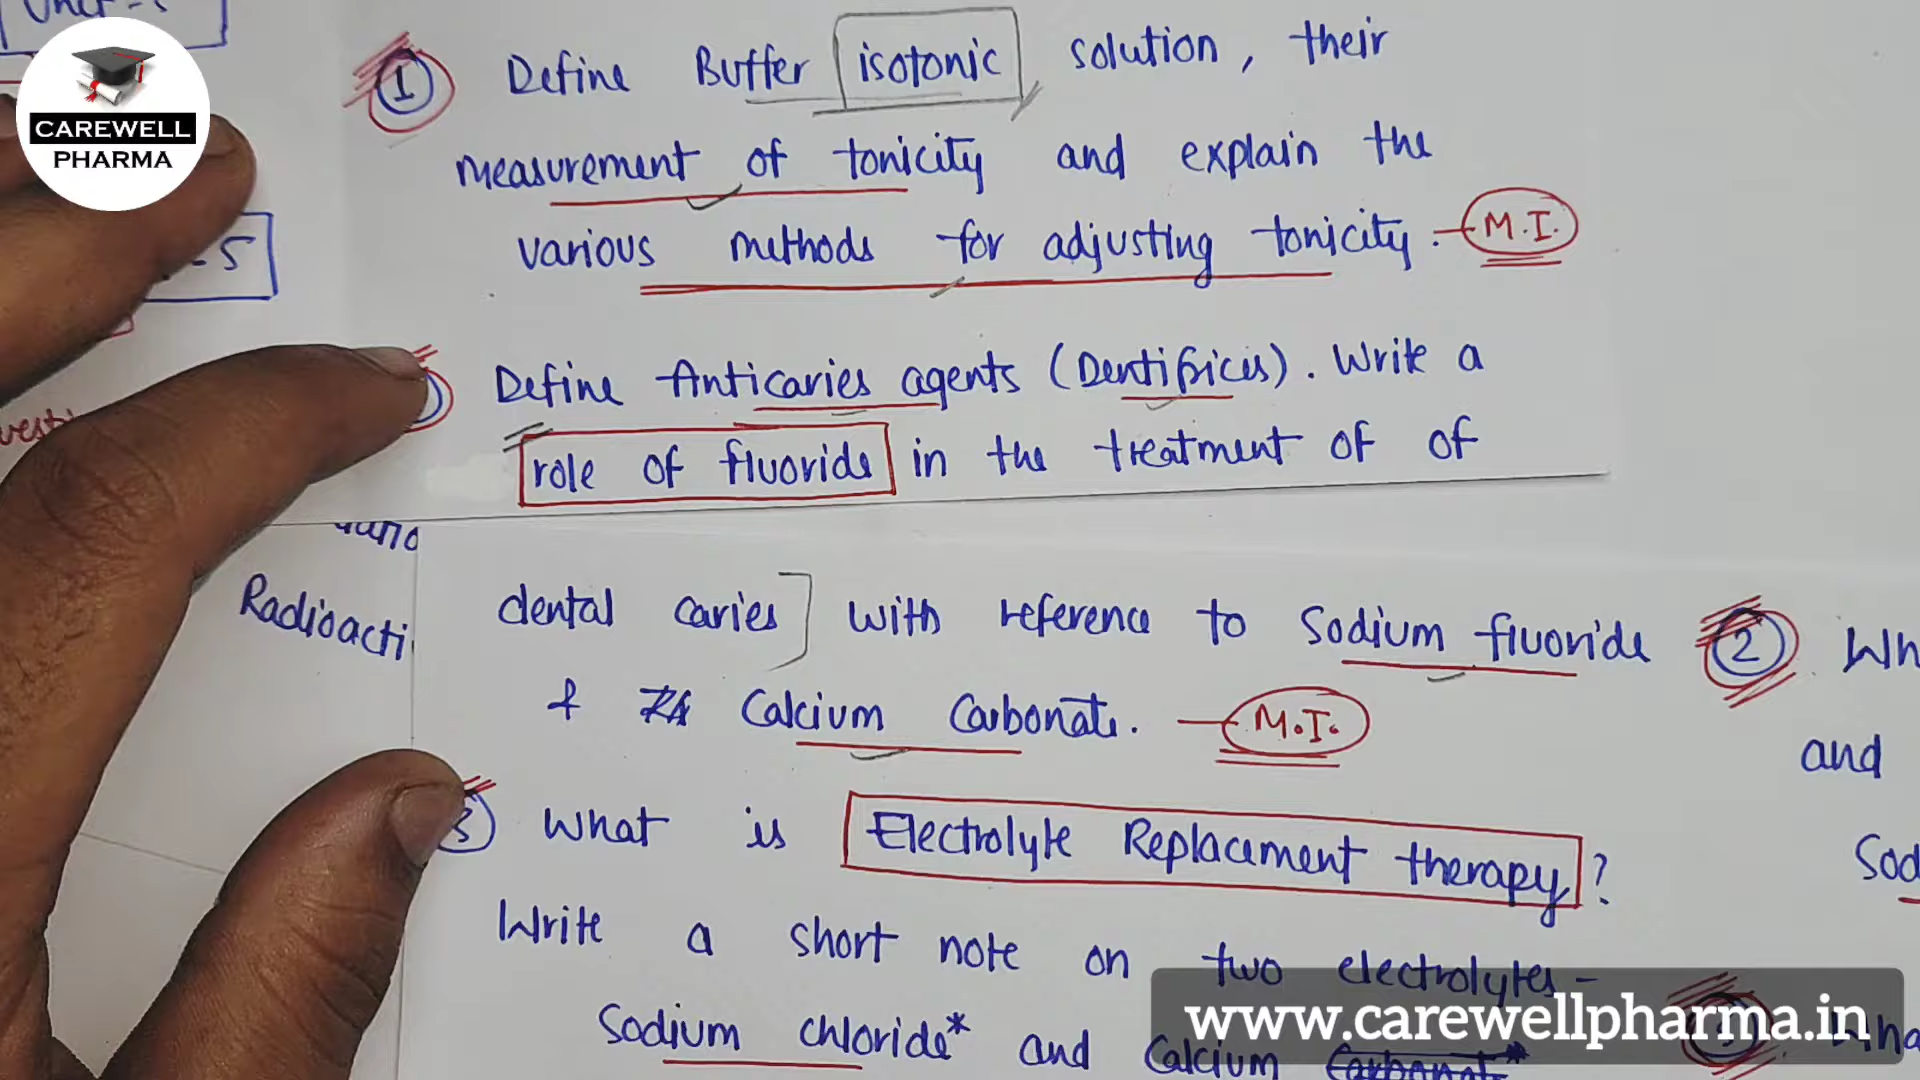 CAREWELL
PHARMA
1 Define Buffer isotonic solution, their
measurement of tonicity and explain the
various methods for adjusting tonicity. - M.I.
Define Anticaries agents (Dentifrices). Write a
role of fluoride in the treatment of of
dental caries] with reference to Sodium fluoride
& Calcium Carbonate. - M.I.
3 What is Electrolyte Replacement therapy?
Write a short note on two electrolytes-
Sodium chloride* and Calcium
- 5
Radioacti
2 Wh
and
Sod
www.carewellpharma.in